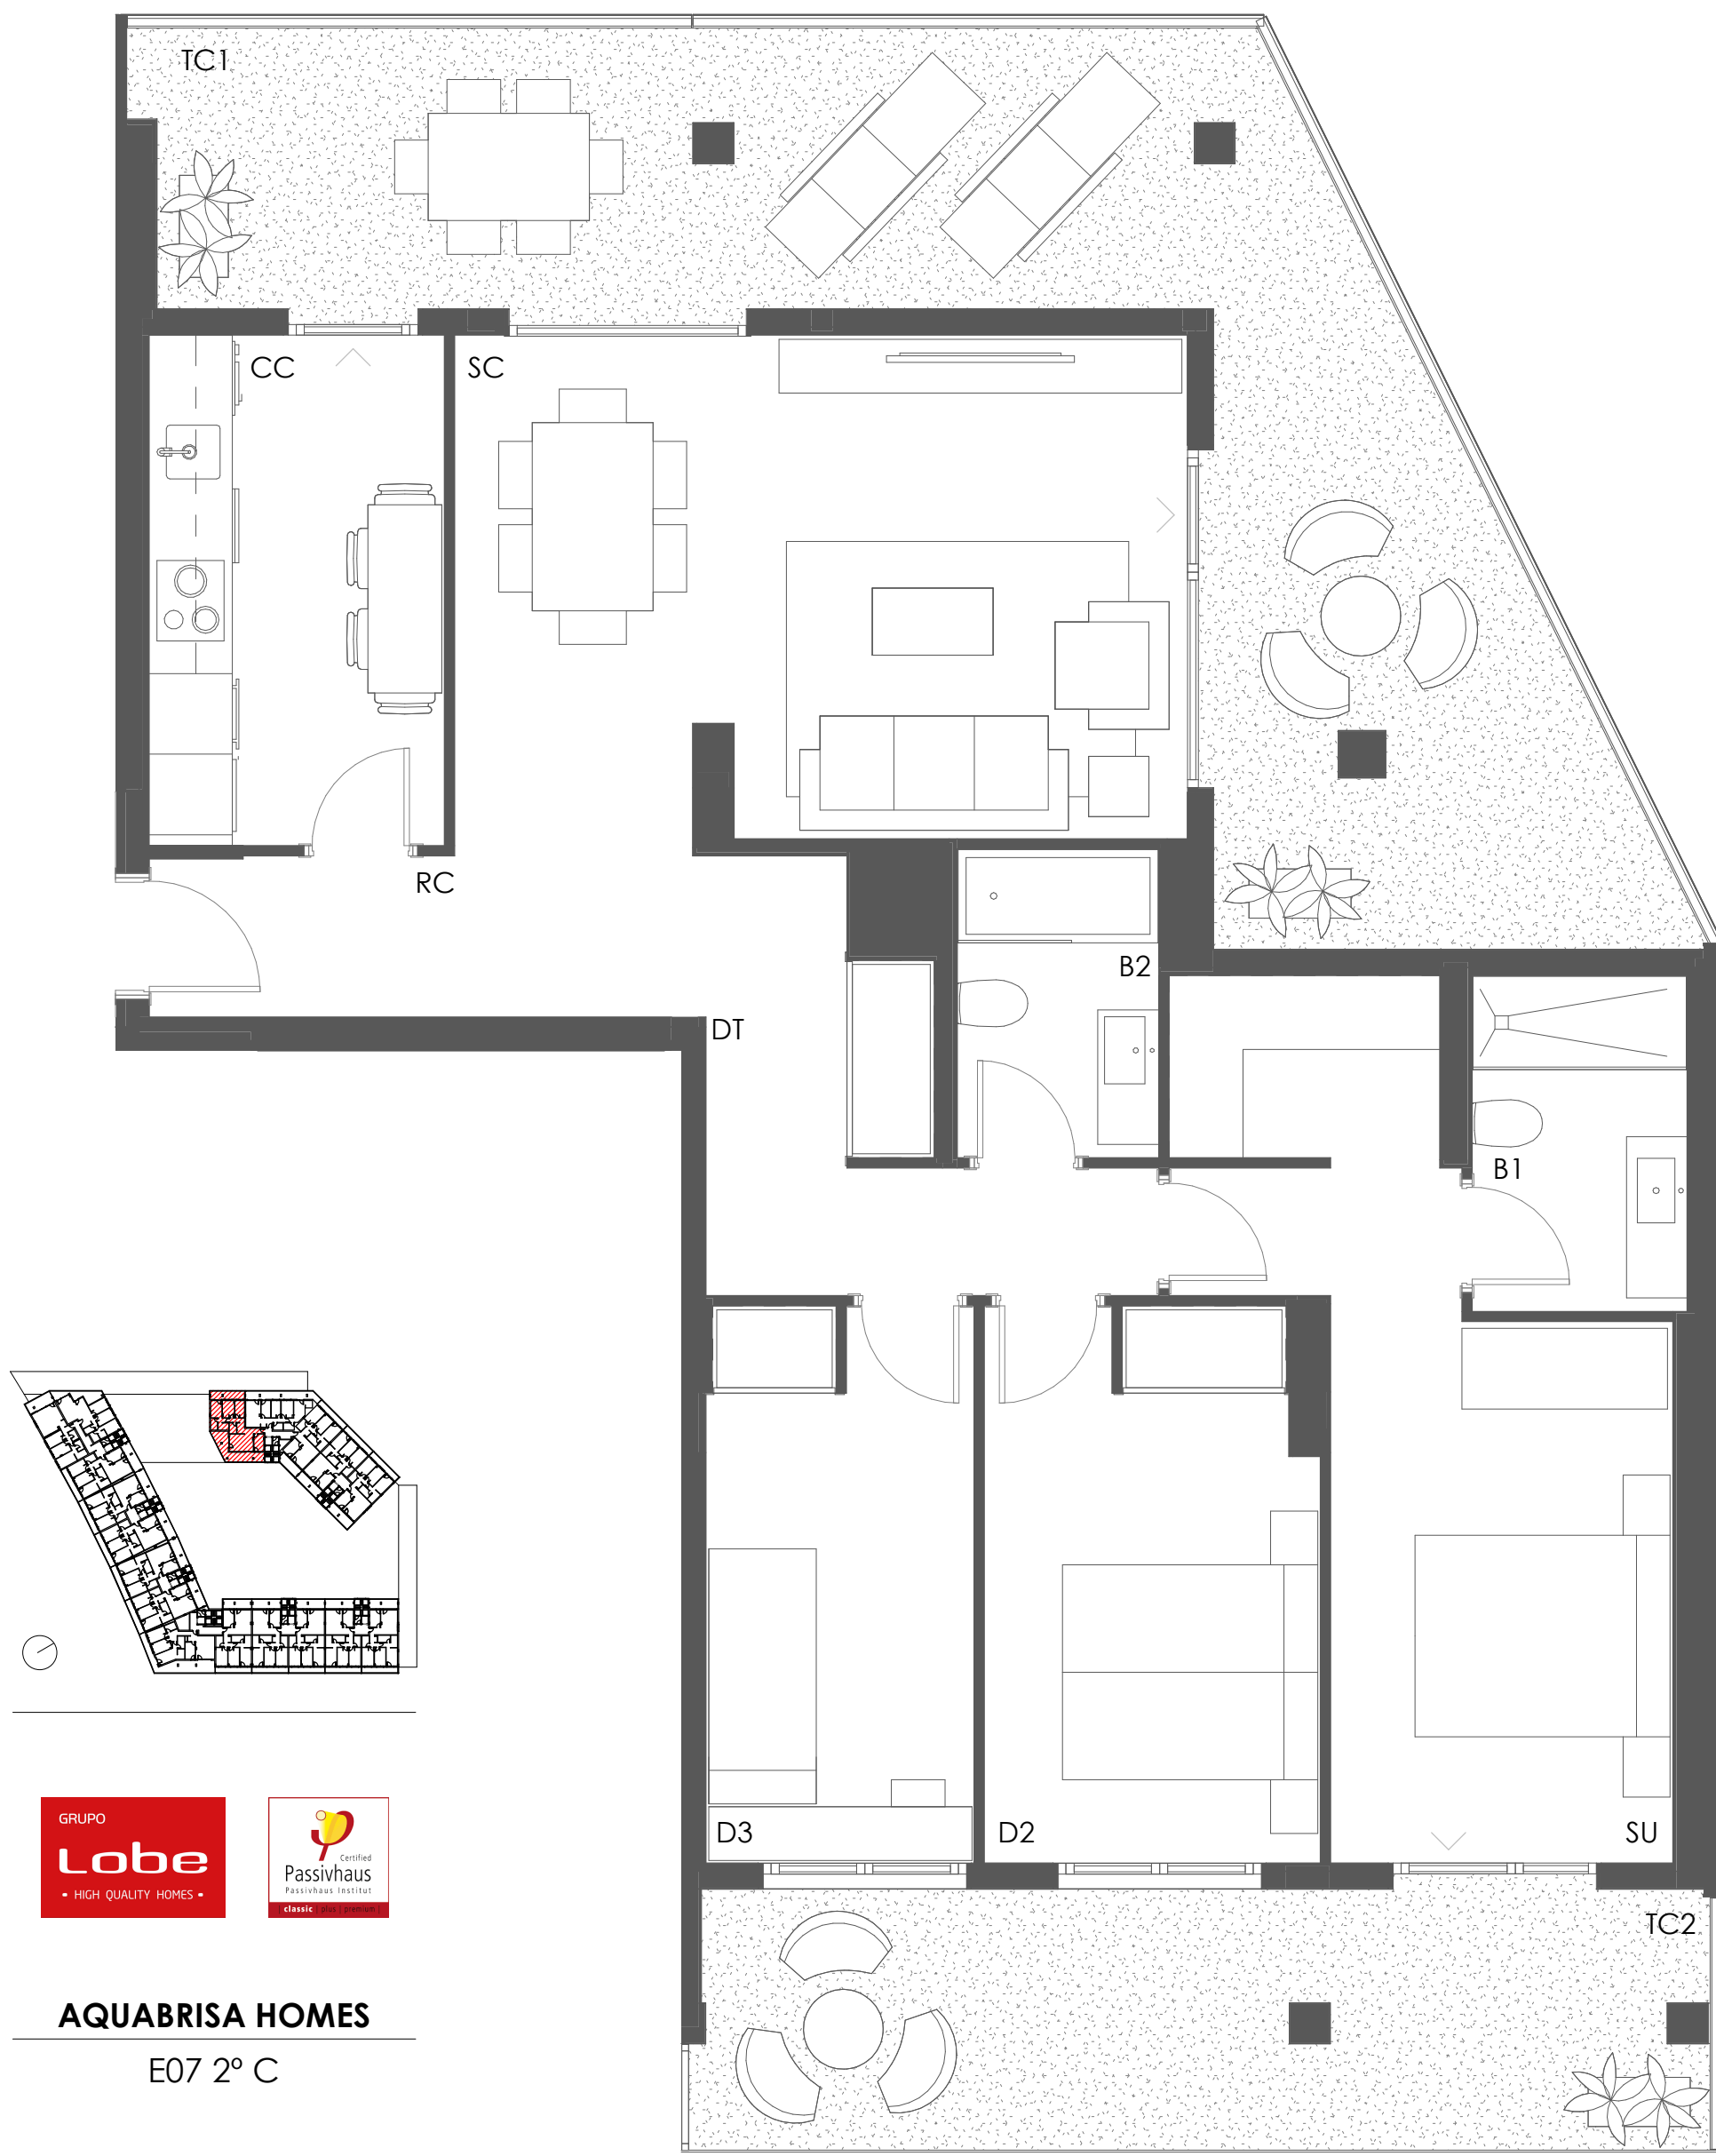 TC1
CC
SC
RC
B2
DT
B1
D3
D2
SU
TC2
GRUPO
Lobe
• HIGH QUALITY HOMES •
Certified
Passivhaus
Passivhaus Institut
| classic | plus | premium |
AQUABRISA HOMES
E07 2º C